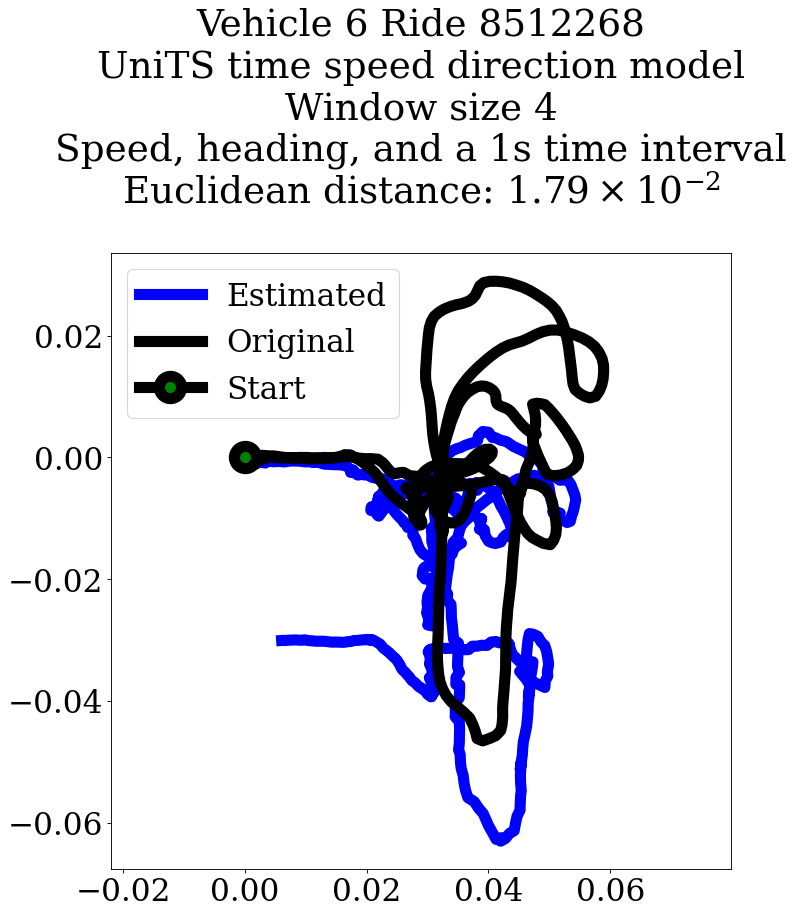 Vehicle 6 Ride 8512268
UniTS time speed direction model
Window size 4
Speed, heading, and a 1s time interval
Euclidean distance: 1.79 × 10⁻²
Estimated
Original
Start
0.02
0.00
−0.02
−0.04
−0.06
−0.02 0.00 0.02 0.04 0.06